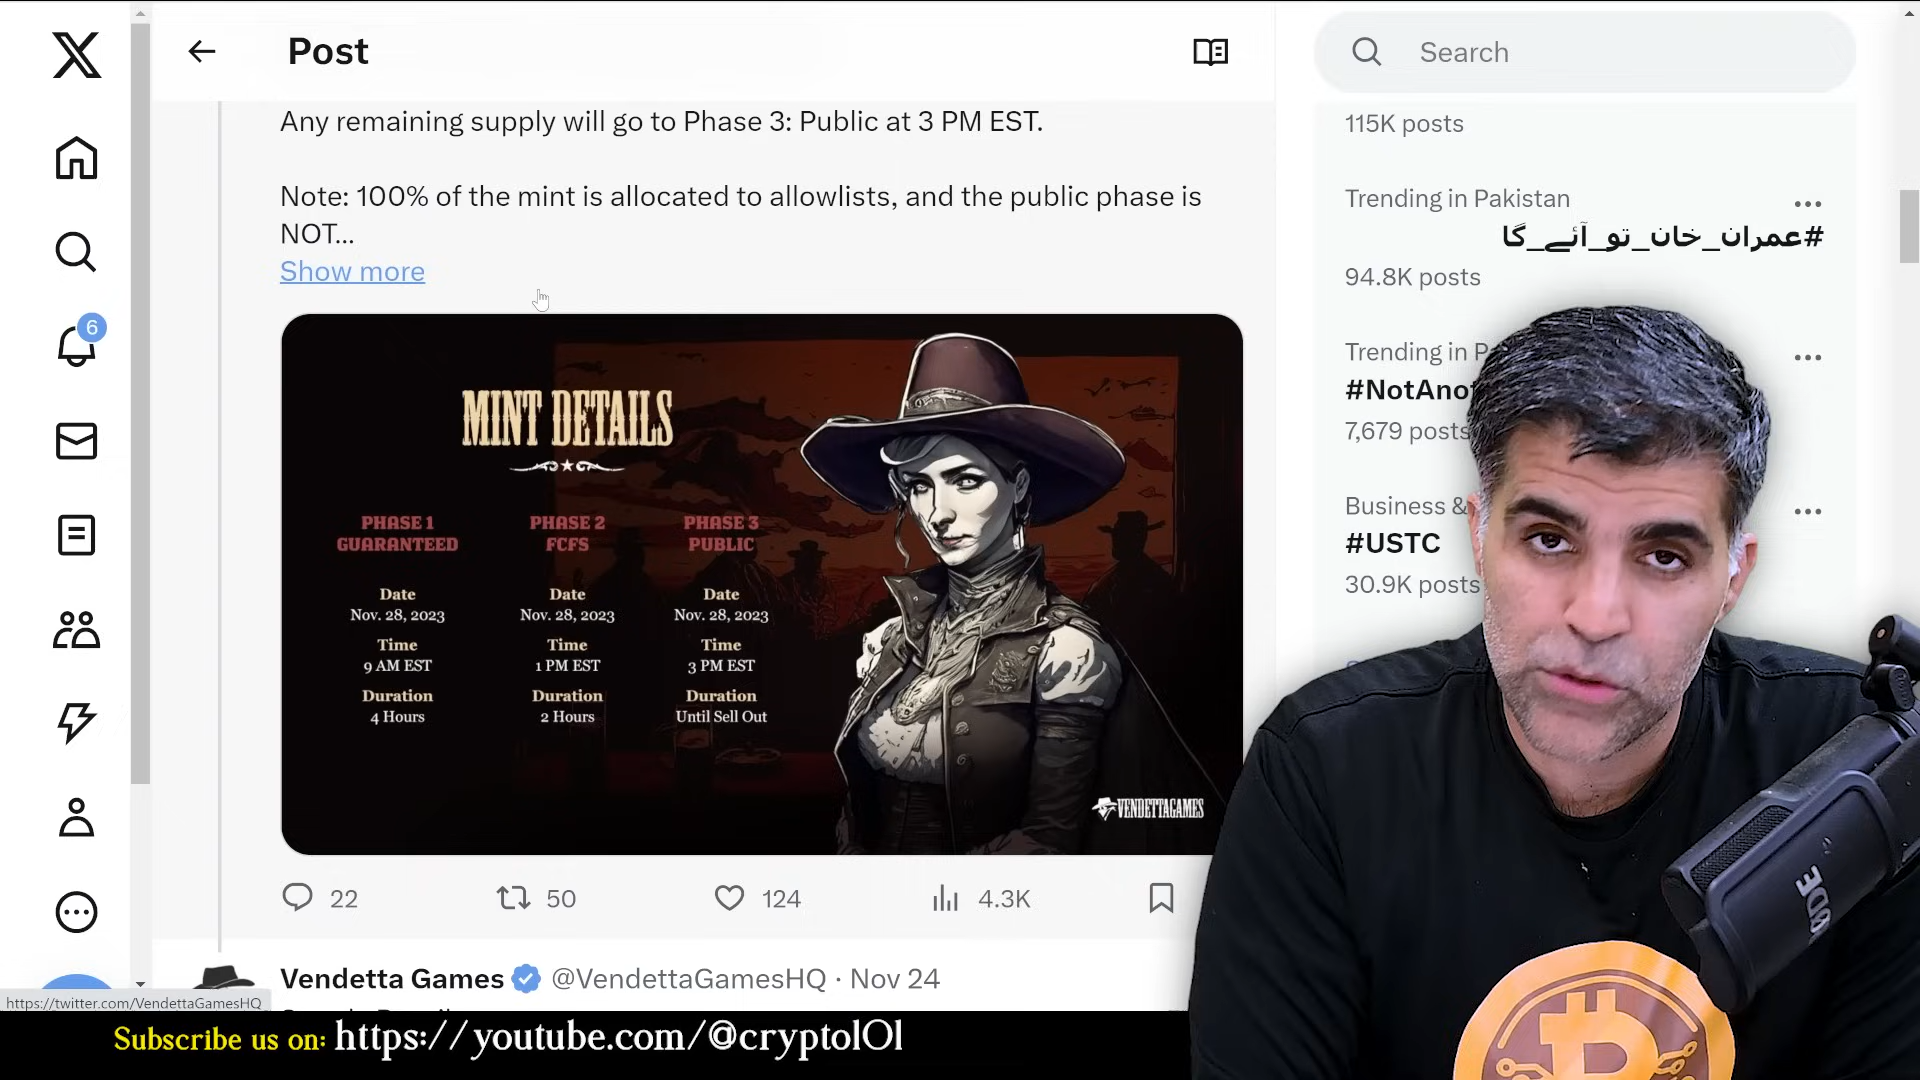 Post
Search
Any remaining supply will go to Phase 3: Public at 3 PM EST.
Note: 100% of the mint is allocated to allowlists, and the public phase is
NOT...
Show more
6
MINT DETAILS
PHASE 1
GUARANTEED
Date
Nov. 28, 2023
Time
9 AM EST
Duration
4 Hours
PHASE 2
FCFS
Date
Nov. 28, 2023
Time
1 PM EST
Duration
2 Hours
PHASE 3
PUBLIC
Date
Nov. 28, 2023
Time
3 PM EST
Duration
Until Sell Out
VENDETTAGAMES
22
50
124
4.3K
Vendetta Games @VendettaGamesHQ · Nov 24
115K posts
Trending in Pakistan
#عمران_خان_تو_آئے_گا
94.8K posts
Trending in P
#NotAno
7,679 posts
Business &
#USTC
30.9K posts
https://twitter.com/VendettaGamesHQ
Subscribe us on: https://youtube.com/@crypto1O1